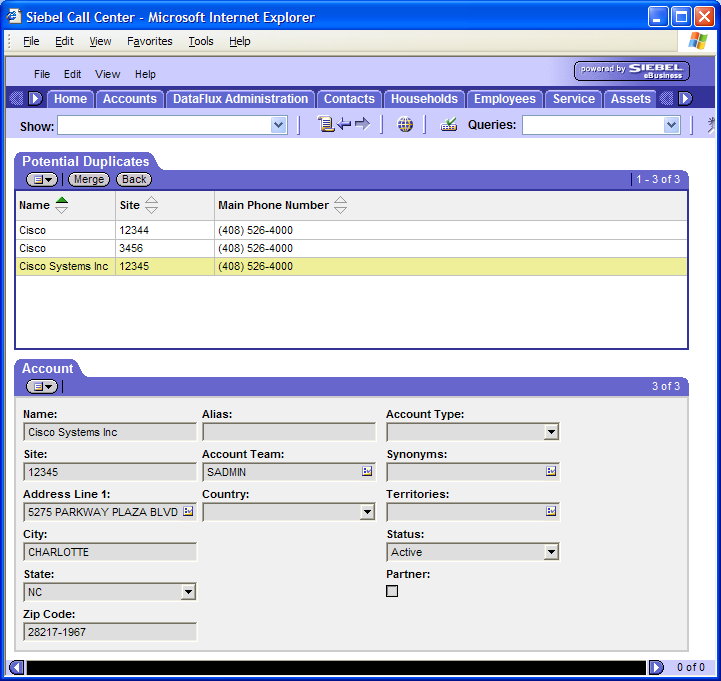 Siebel Call Center - Microsoft Internet Explorer
File Edit View Favorites Tools Help
File Edit View Help
powered by SIEBEL
eBusiness
Home Accounts DataFlux Administration Contacts Households Employees Service Assets
Show: Queries:
Potential Duplicates
Merge Back 1 - 3 of 3
Name Site Main Phone Number
Cisco 12344 (408) 526-4000
Cisco 3456 (408) 526-4000
Cisco Systems Inc 12345 (408) 526-4000
Account
3 of 3
Name: Alias: Account Type:
Cisco Systems Inc
Site: Account Team: Synonyms:
12345 SADMIN
Address Line 1: Country: Territories:
5275 PARKWAY PLAZA BLVD
City: Status:
CHARLOTTE Active
State: Partner:
NC
Zip Code:
28217-1967
0 of 0